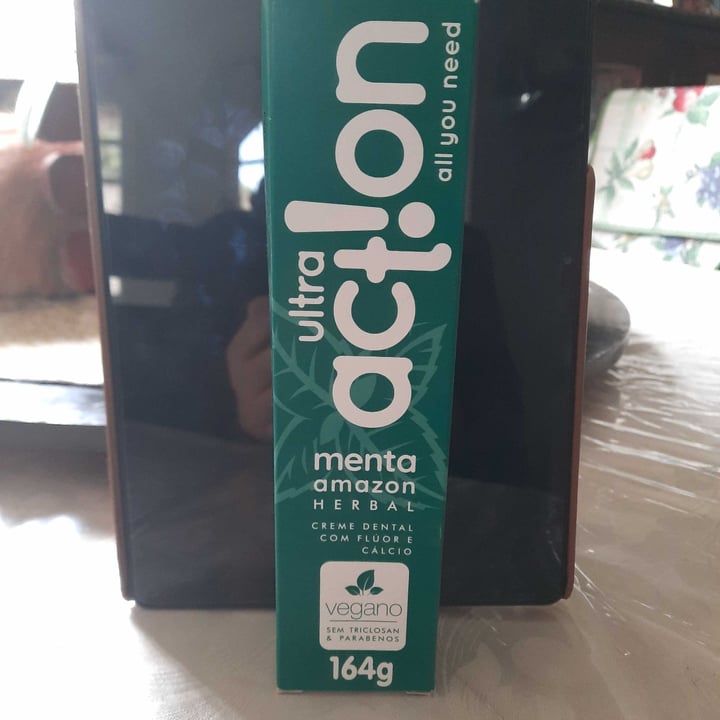 ultra
act!on
all you need
menta
amazon
HERBAL
CREME DENTAL
COM FLÚOR E
CÁLCIO
vegano
SEM TRICLOSAN
& PARABENOS
164g